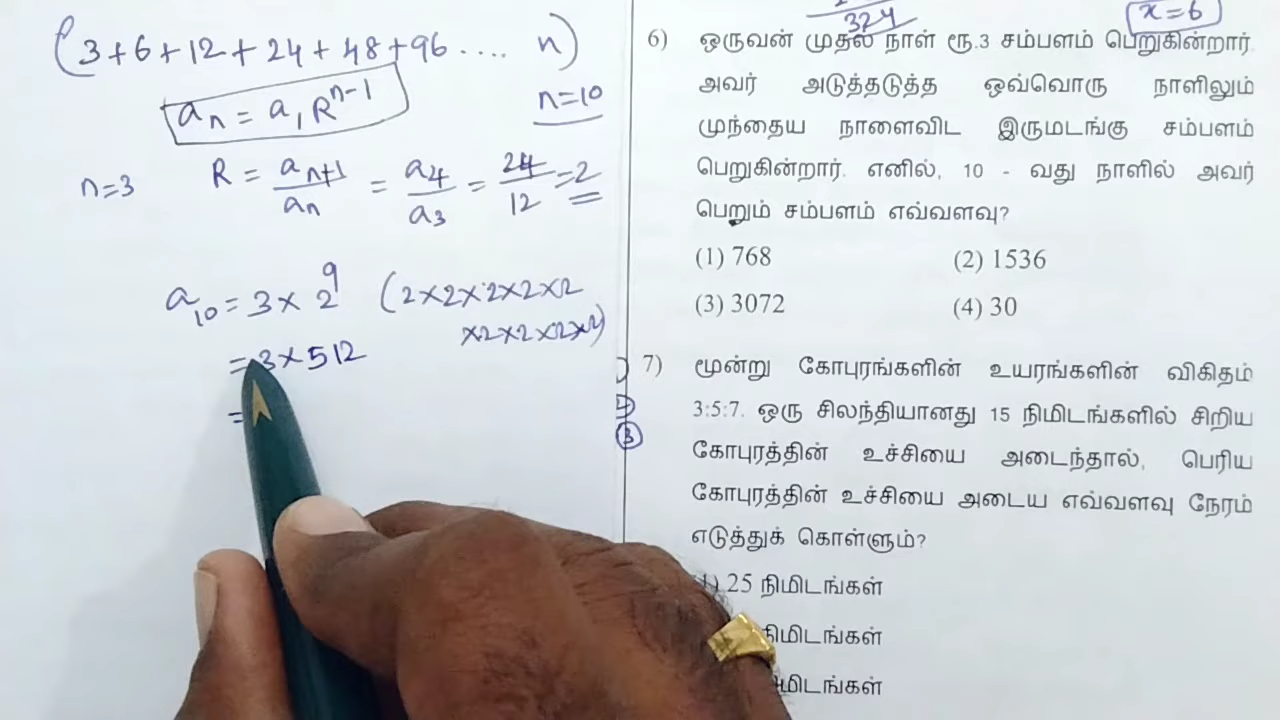 (3+6+12+24+48+96.... n)
aₙ = a₁Rⁿ⁻¹
n=10
n=3 R = aₙ₊₁/aₙ = a₄/a₃ = 24/12 = 2
a₁₀ = 3×2⁹ (2×2×2×2×2
×2×2×2×2)
= 3×512
=
324
x=6
6) ஒருவன் முதல் நாள் ரூ.3 சம்பளம் பெறுகின்றார்.
அவர் அடுத்தடுத்த ஒவ்வொரு நாளிலும்
முந்தைய நாளைவிட இருமடங்கு சம்பளம்
பெறுகின்றார். எனில், 10 - வது நாளில் அவர்
பெறும் சம்பளம் எவ்வளவு?
(1) 768 (2) 1536
(3) 3072 (4) 30
7) மூன்று கோபுரங்களின் உயரங்களின் விகிதம்
3:5:7. ஒரு சிலந்தியானது 15 நிமிடங்களில் சிறிய
கோபுரத்தின் உச்சியை அடைந்தால், பெரிய
கோபுரத்தின் உச்சியை அடைய எவ்வளவு நேரம்
எடுத்துக் கொள்ளும்?
1) 25 நிமிடங்கள்
நிமிடங்கள்
நிமிடங்கள்